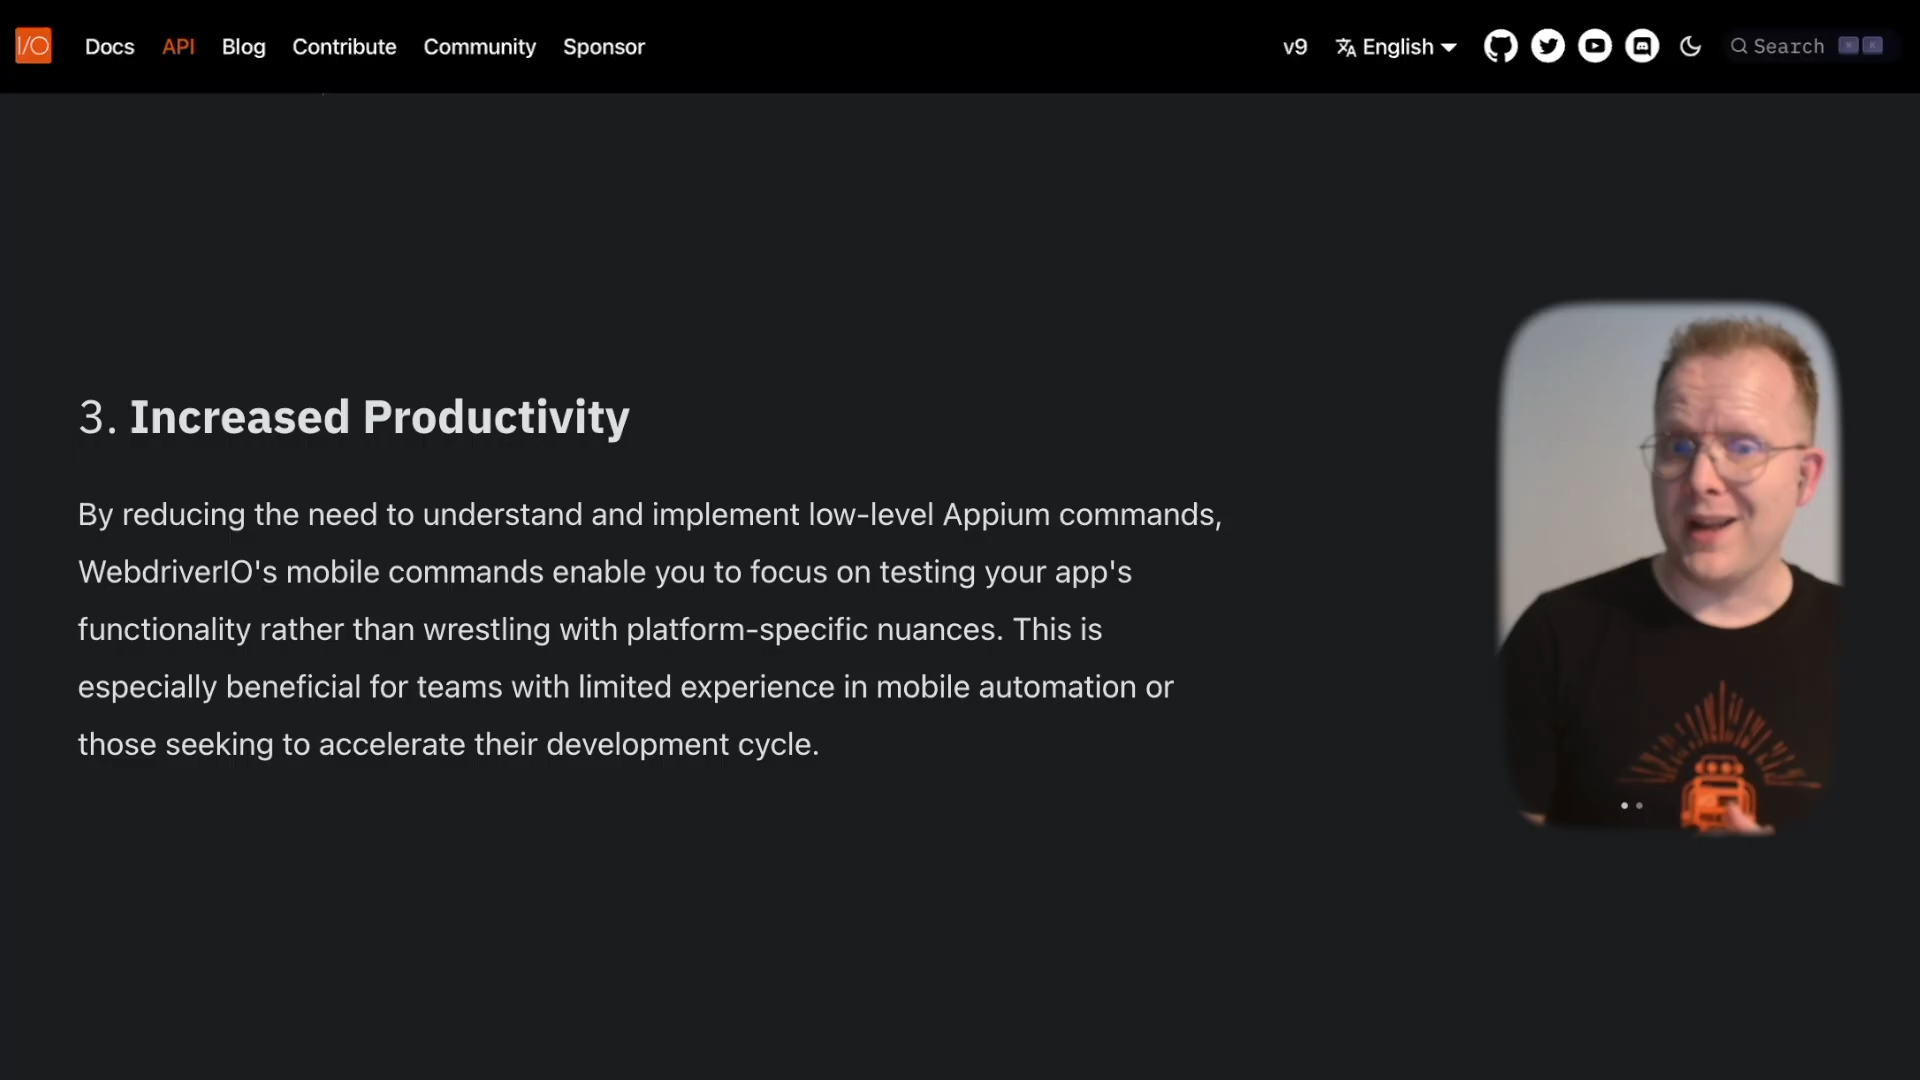 I/O Docs API Blog Contribute Community Sponsor v9 English Search ⌘ K
3. Increased Productivity
By reducing the need to understand and implement low-level Appium commands,
WebdriverIO's mobile commands enable you to focus on testing your app's
functionality rather than wrestling with platform-specific nuances. This is
especially beneficial for teams with limited experience in mobile automation or
those seeking to accelerate their development cycle.